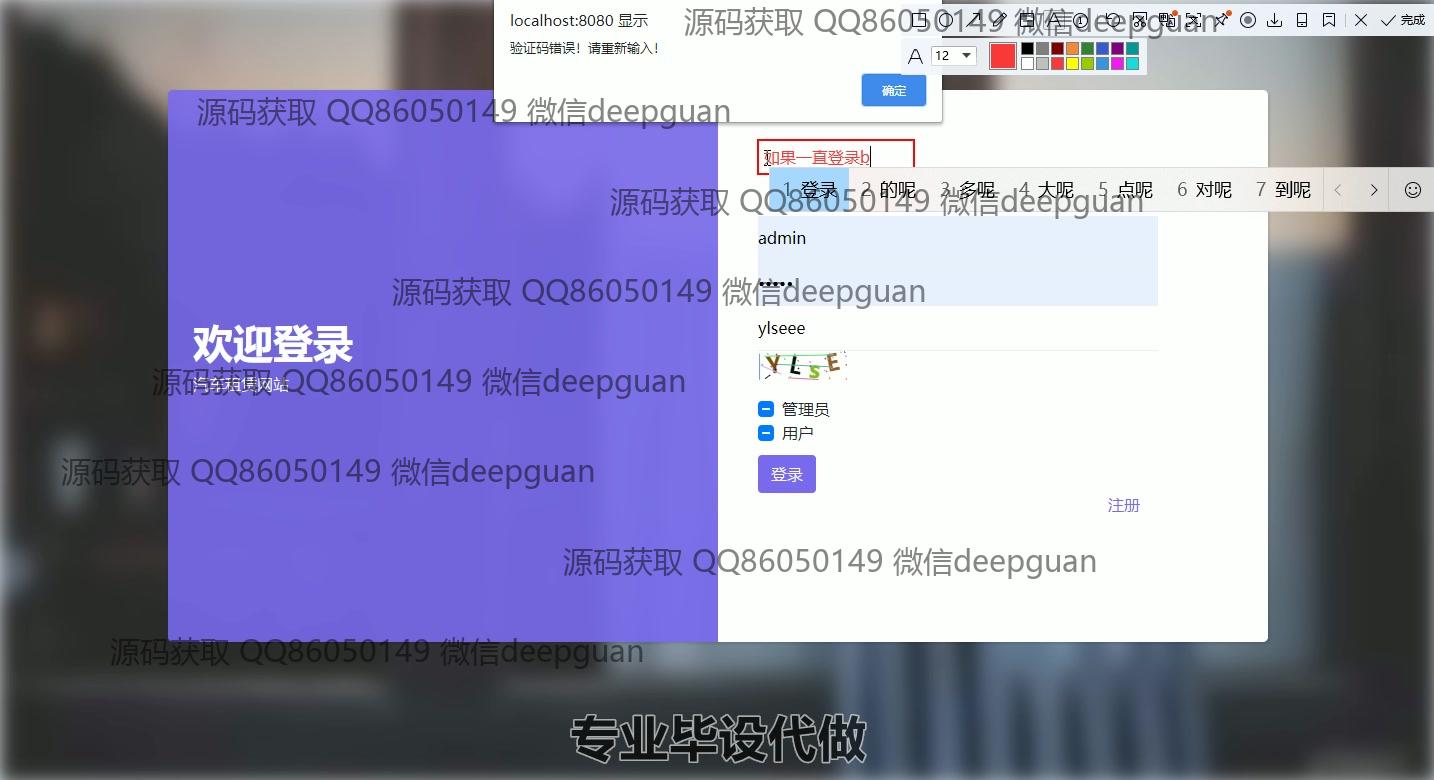 localhost:8080 显示
验证码错误！请重新输入！
确定
完成
A 12
源码获取 QQ86050149 微信deepguan
源码获取 QQ86050149 微信deepguan
如果一直登录b
1 登录 2 的呢 3 多呢 4 大呢 5 点呢 6 对呢 7 到呢
源码获取 QQ86050149 微信deepguan
admin
•••••
源码获取 QQ86050149 微信deepguan
ylseee
欢迎登录
YLSE
汽车租赁网站
源码获取 QQ86050149 微信deepguan
管理员
用户
登录
源码获取 QQ86050149 微信deepguan
注册
源码获取 QQ86050149 微信deepguan
源码获取 QQ86050149 微信deepguan
专业毕设代做